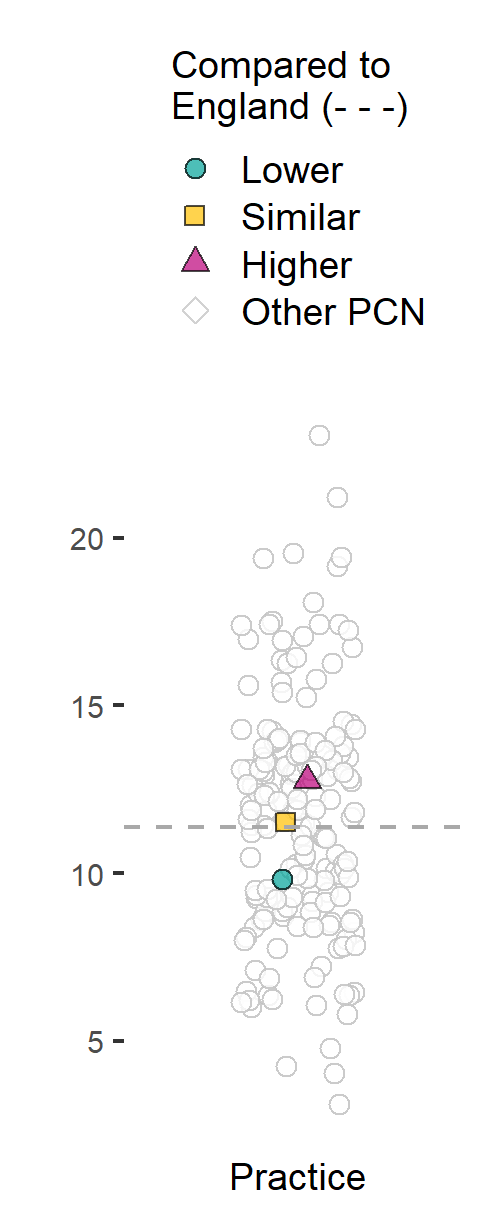 Compared to
England (- - -)
Lower
Similar
Higher
Other PCN
20
15
10
5
Practice